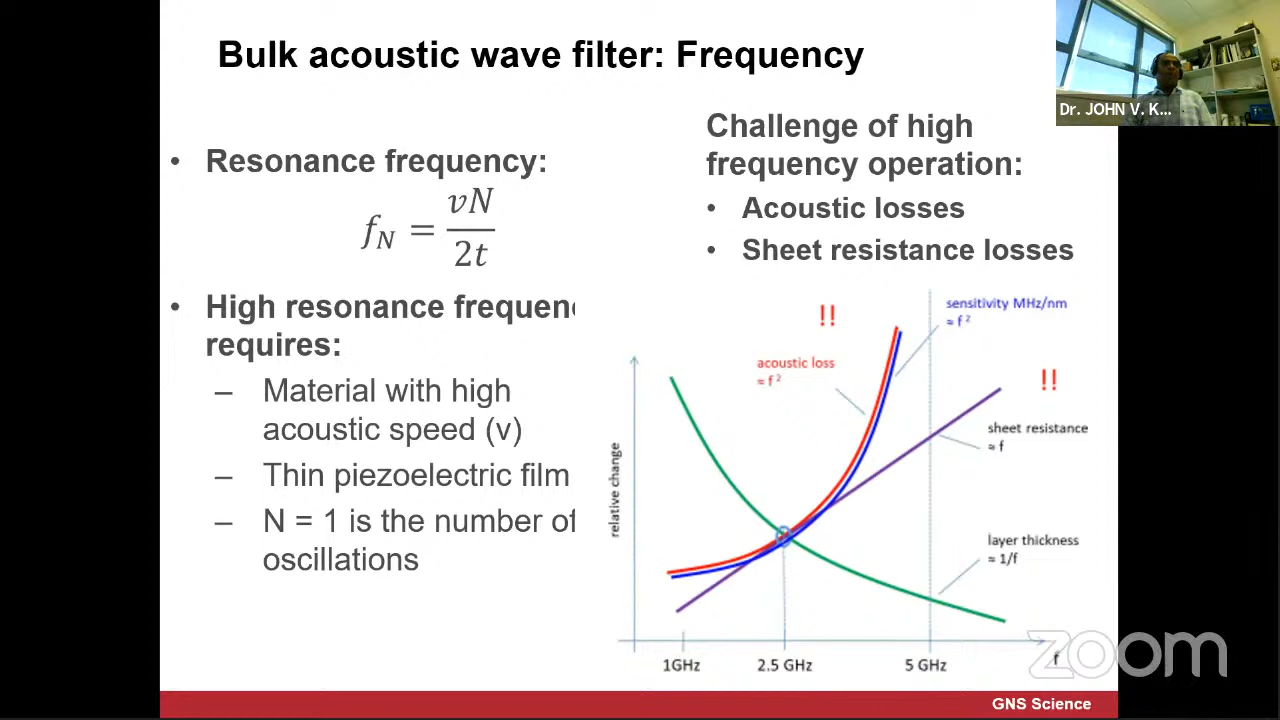 Bulk acoustic wave filter: Frequency
Dr. JOHN V. K...
• Resonance frequency:
f_N = vN/2t
• High resonance frequen
requires:
– Material with high
acoustic speed (v)
– Thin piezoelectric film
– N = 1 is the number of
oscillations
Challenge of high
frequency operation:
• Acoustic losses
• Sheet resistance losses
!!
sensitivity MHz/nm
≈ f ²
acoustic loss
≈ f ²
!!
sheet resistance
≈ f
layer thickness
≈ 1/f
relative change
1GHz
2.5 GHz
5 GHz
f
zoom
GNS Science